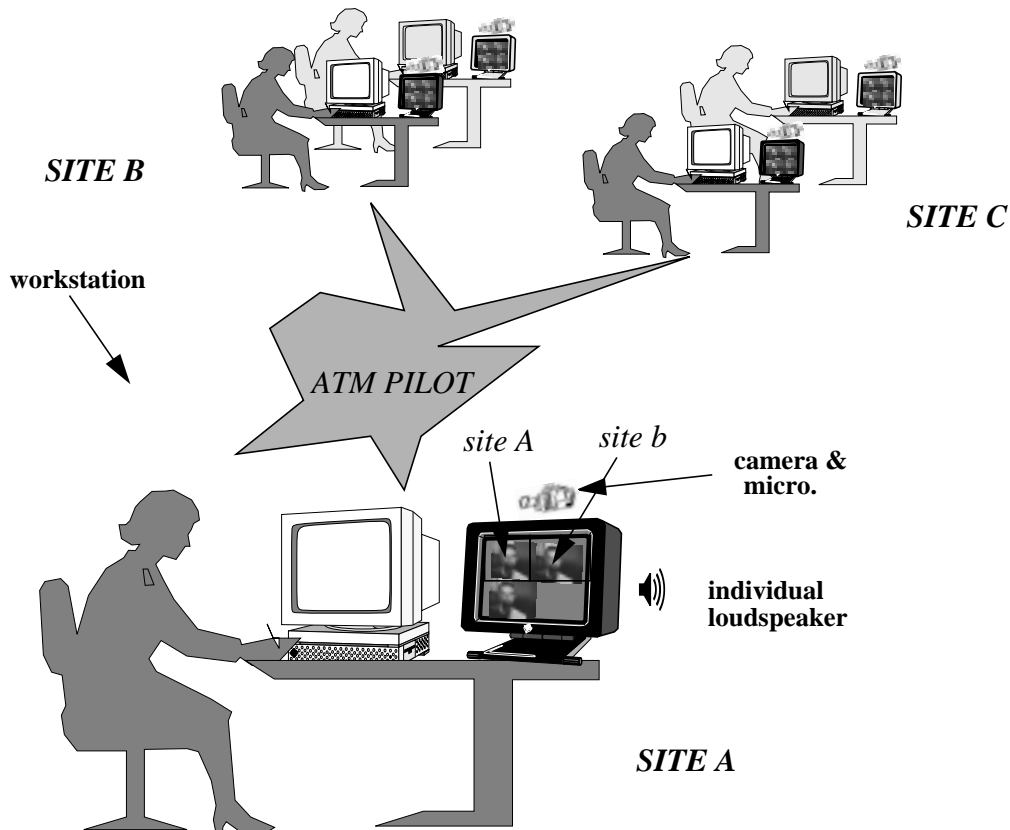 SITE B
SITE C
workstation
ATM PILOT
site A
site b
camera &
micro.
individual
loudspeaker
SITE A